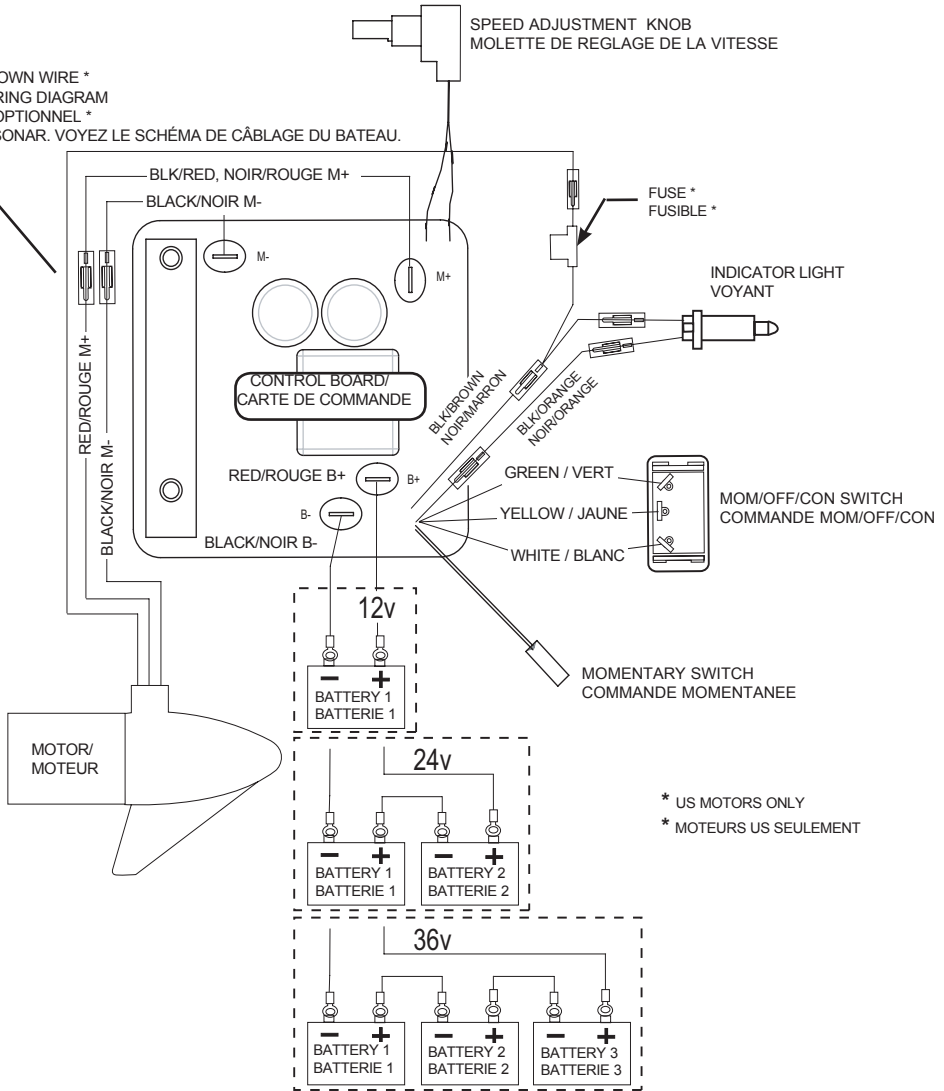 SPEED ADJUSTMENT KNOB
MOLETTE DE REGLAGE DE LA VITESSE
OWN WIRE *
RING DIAGRAM
OPTIONNEL *
SONAR. VOYEZ LE SCHÉMA DE CÂBLAGE DU BATEAU.
BLK/RED, NOIR/ROUGE M+
BLACK/NOIR M-
FUSE *
FUSIBLE *
M-
M+
INDICATOR LIGHT
VOYANT
RED/ROUGE M+
BLACK/NOIR M-
CONTROL BOARD/
CARTE DE COMMANDE
BLK/BROWN
NOIR/MARRON
BLK/ORANGE
NOIR/ORANGE
RED/ROUGE B+
B+
B-
BLACK/NOIR B-
GREEN / VERT
YELLOW / JAUNE
WHITE / BLANC
MOM/OFF/CON SWITCH
COMMANDE MOM/OFF/CON
12v
- +
BATTERY 1
BATTERIE 1
MOMENTARY SWITCH
COMMANDE MOMENTANEE
MOTOR/
MOTEUR
24v
- +
BATTERY 1
BATTERIE 1
- +
BATTERY 2
BATTERIE 2
* US MOTORS ONLY
* MOTEURS US SEULEMENT
36v
- +
BATTERY 1
BATTERIE 1
- +
BATTERY 2
BATTERIE 2
- +
BATTERY 3
BATTERIE 3